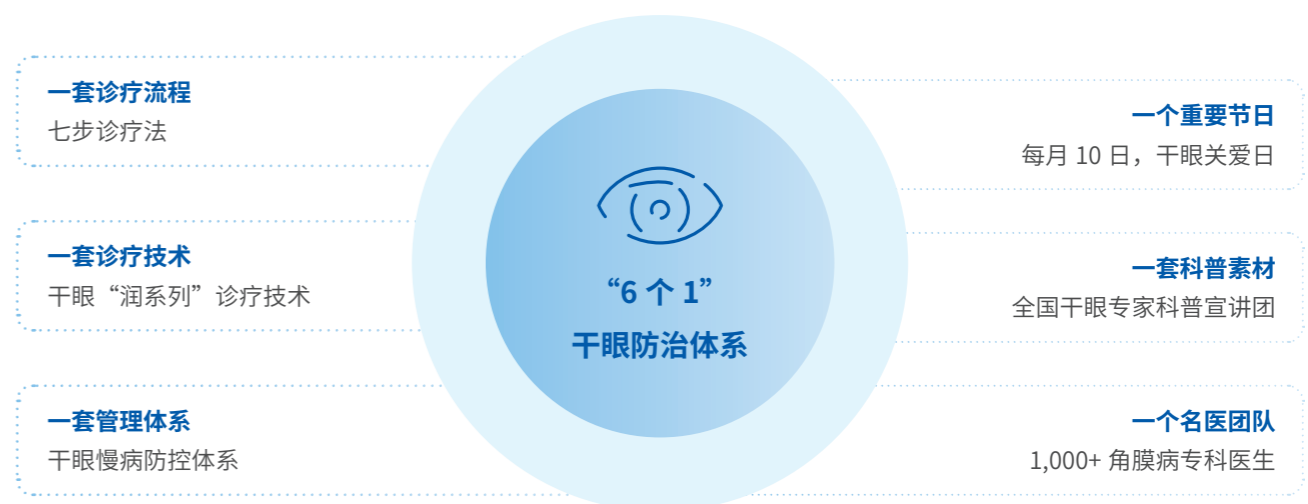 一套诊疗流程
七步诊疗法
一套诊疗技术
干眼“润系列”诊疗技术
一套管理体系
干眼慢病防控体系
“6 个 1”
干眼防治体系
一个重要节日
每月 10 日，干眼关爱日
一套科普素材
全国干眼专家科普宣讲团
一个名医团队
1,000+ 角膜病专科医生